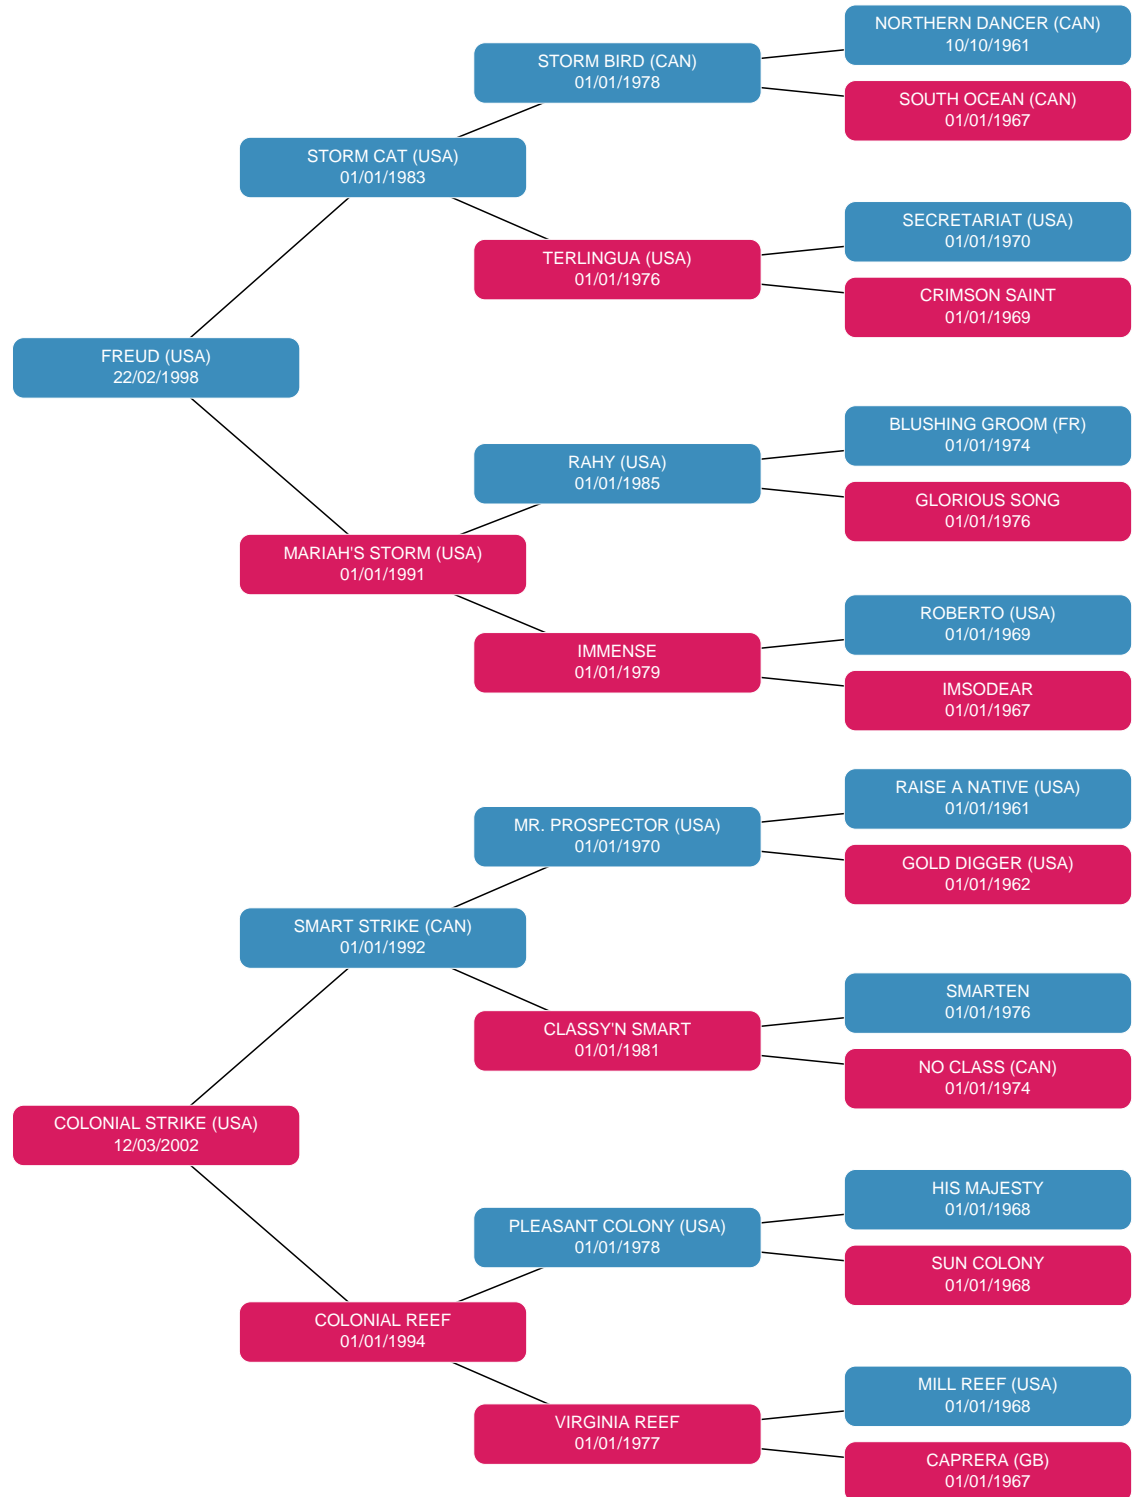 NORTHERN DANCER (CAN)
10/10/1961
STORM BIRD (CAN)
01/01/1978
SOUTH OCEAN (CAN)
01/01/1967
STORM CAT (USA)
01/01/1983
SECRETARIAT (USA)
01/01/1970
TERLINGUA (USA)
01/01/1976
CRIMSON SAINT
01/01/1969
FREUD (USA)
22/02/1998
BLUSHING GROOM (FR)
01/01/1974
RAHY (USA)
01/01/1985
GLORIOUS SONG
01/01/1976
MARIAH'S STORM (USA)
01/01/1991
ROBERTO (USA)
01/01/1969
IMMENSE
01/01/1979
IMSODEAR
01/01/1967
RAISE A NATIVE (USA)
01/01/1961
MR. PROSPECTOR (USA)
01/01/1970
GOLD DIGGER (USA)
01/01/1962
SMART STRIKE (CAN)
01/01/1992
SMARTEN
01/01/1976
CLASSY'N SMART
01/01/1981
NO CLASS (CAN)
01/01/1974
COLONIAL STRIKE (USA)
12/03/2002
HIS MAJESTY
01/01/1968
PLEASANT COLONY (USA)
01/01/1978
SUN COLONY
01/01/1968
COLONIAL REEF
01/01/1994
MILL REEF (USA)
01/01/1968
VIRGINIA REEF
01/01/1977
CAPRERA (GB)
01/01/1967